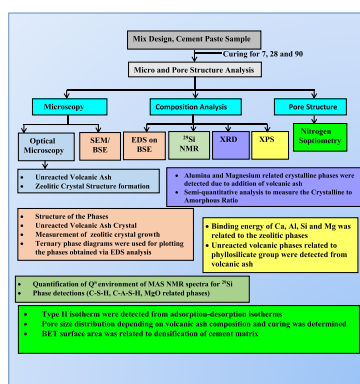 Mix Design, Cement Paste Sample
Curing for 7, 28 and 90
Micro and Pore Structure Analysis
Microscopy
Composition Analysis
Pore Structure
Optical
Microscopy
SEM/
BSE
EDS on
BSE
²⁹Si
NMR
XRD
XPS
Nitrogen
Soptiometry
• Unreacted Volcanic Ash
• Zeolitic Crystal Structure formation
• Alumina and Magnesium related crystalline phases were
detected due to addition of volcanic ash
• Semi-quantitative analysis to measure the Crystalline to
Amorphous Ratio
• Structure of the Phases
• Unreacted Volcanic Ash Crystal
• Measurement of zeolitic crystal growth
• Ternary phase diagrams were used for plotting
the phases obtained via EDS analysis
• Binding energy of Ca, Al, Si and Mg was
related to the zeolitic phases
• Unreacted volcanic phases related to
phyllosilicate group were detected from
volcanic ash
• Quantification of Qⁿ environment of MAS NMR spectra for ²⁹Si
• Phase detections (C-S-H, C-A-S-H, MgO related phases)
• Type II isotherm were detected from adsorption-desorption isotherms
• Pore size distribution depending on volcanic ash composition and curing was determined
• BET surface area was related to densification of cement matrix